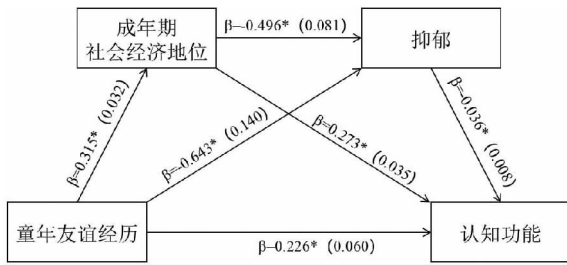 成年期
社会经济地位
β=-0.496*（0.081）
抑郁
β=0.315*（0.032）
β=-0.643*（0.140）
β=0.273*（0.035）
β=-0.036*（0.008）
童年友谊经历
β=0.226*（0.060）
认知功能